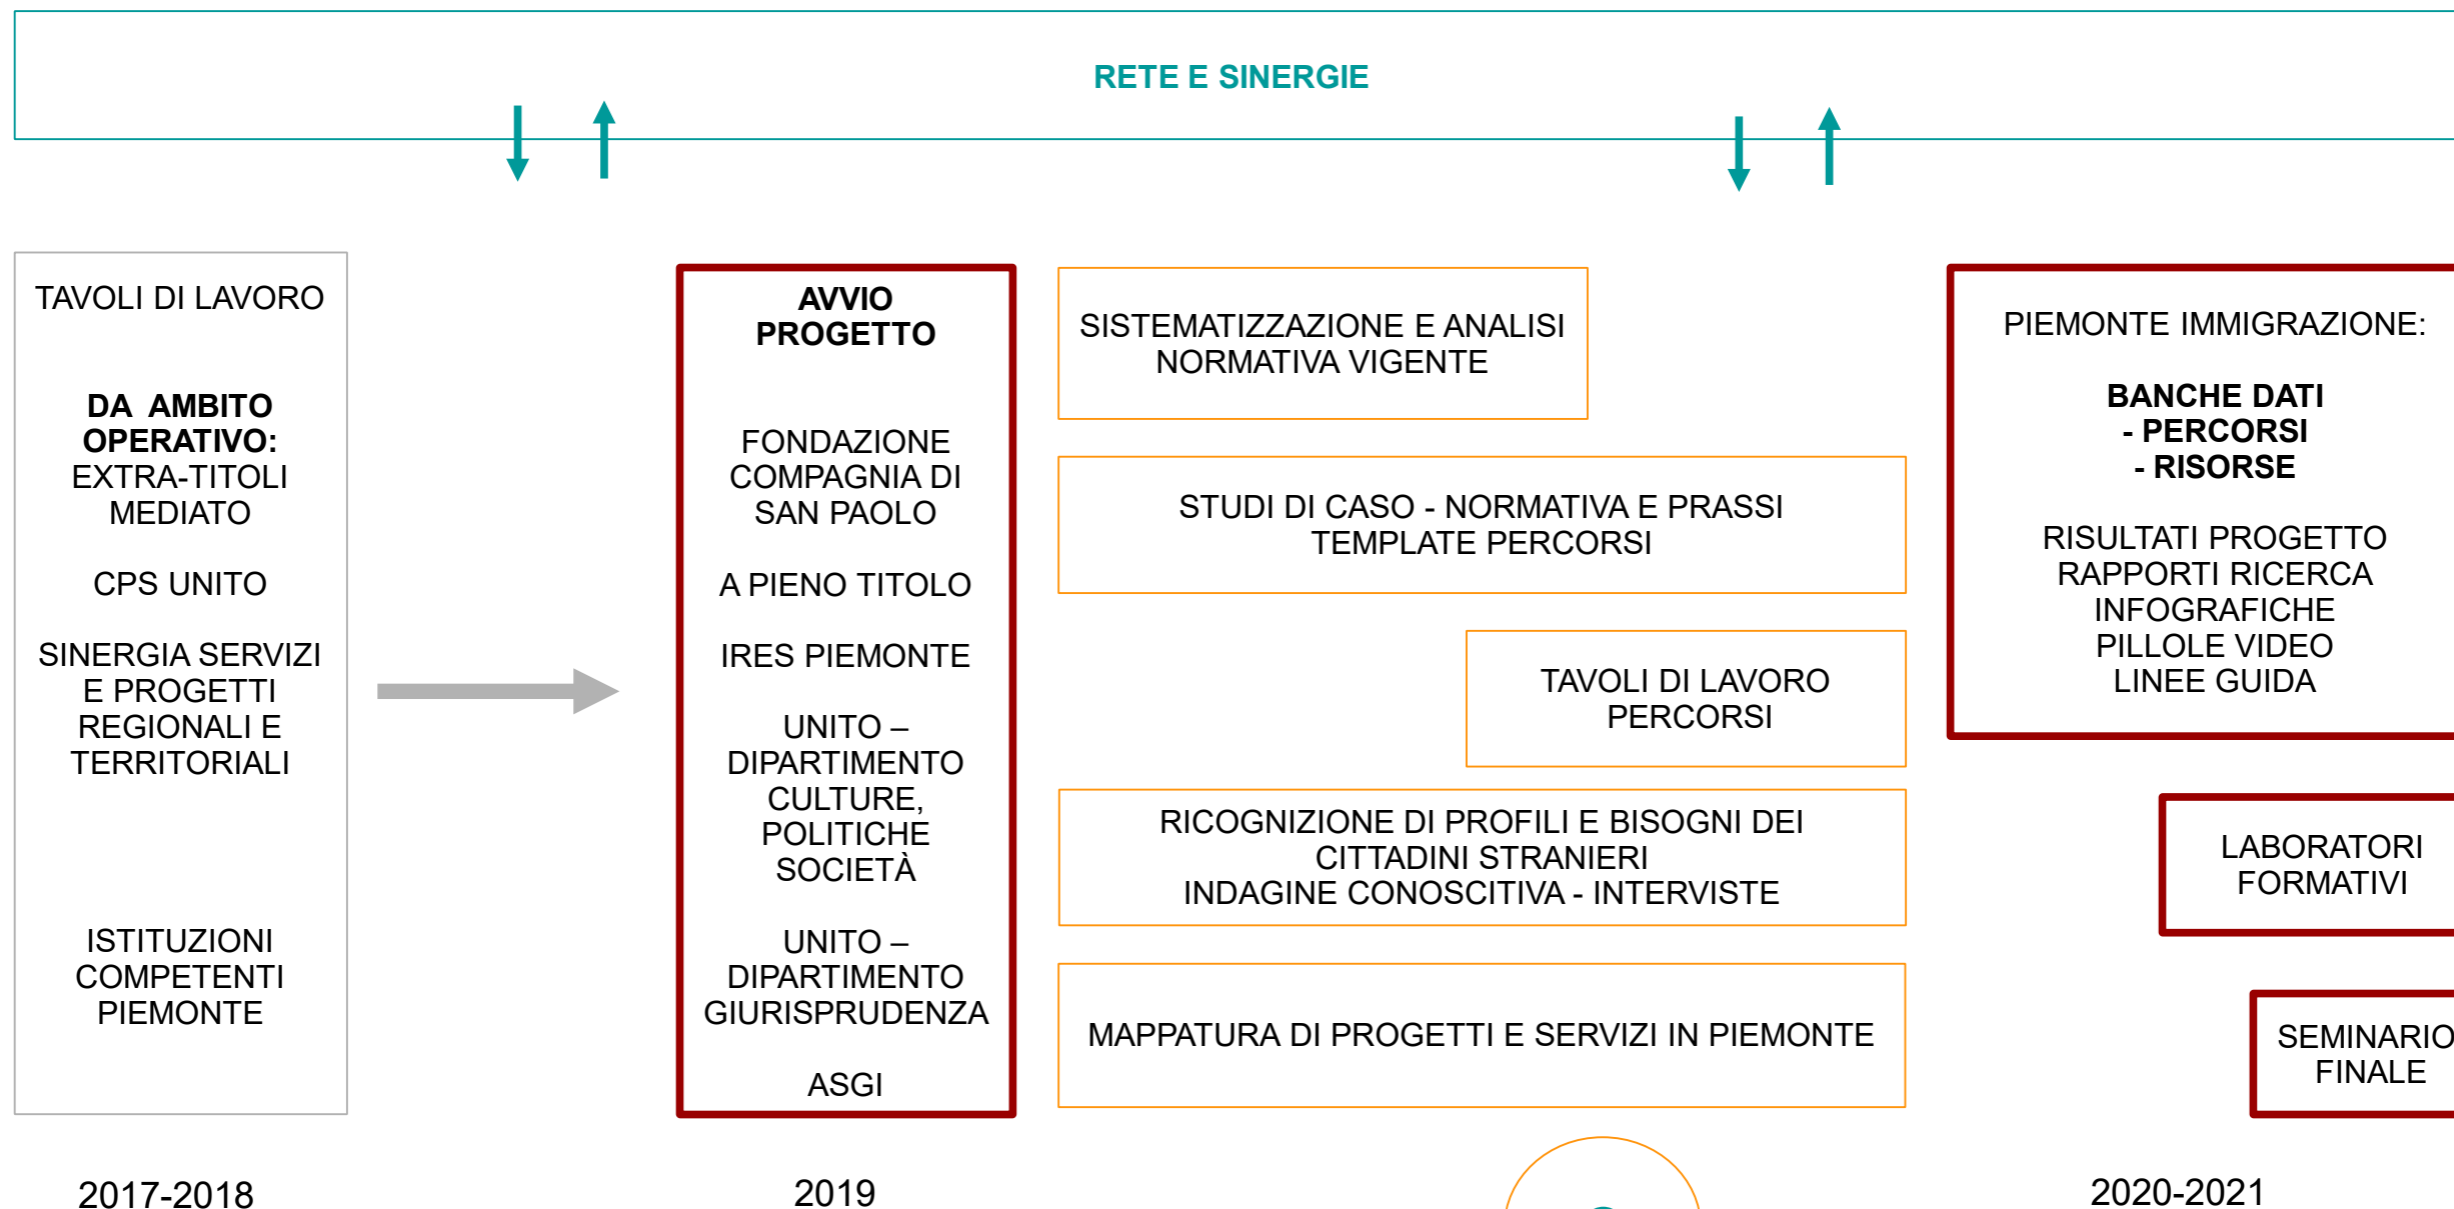 RETE E SINERGIE
TAVOLI DI LAVORO
DA AMBITO
OPERATIVO:
EXTRA-TITOLI
MEDIATO
CPS UNITO
SINERGIA SERVIZI
E PROGETTI
REGIONALI E
TERRITORIALI
ISTITUZIONI
COMPETENTI
PIEMONTE
2017-2018
AVVIO
PROGETTO
FONDAZIONE
COMPAGNIA DI
SAN PAOLO
A PIENO TITOLO
IRES PIEMONTE
UNITO –
DIPARTIMENTO
CULTURE,
POLITICHE
SOCIETÀ
UNITO –
DIPARTIMENTO
GIURISPRUDENZA
ASGI
2019
SISTEMATIZZAZIONE E ANALISI
NORMATIVA VIGENTE
STUDI DI CASO - NORMATIVA E PRASSI
TEMPLATE PERCORSI
TAVOLI DI LAVORO
PERCORSI
RICOGNIZIONE DI PROFILI E BISOGNI DEI
CITTADINI STRANIERI
INDAGINE CONOSCITIVA - INTERVISTE
MAPPATURA DI PROGETTI E SERVIZI IN PIEMONTE
PIEMONTE IMMIGRAZIONE:
BANCHE DATI
- PERCORSI
- RISORSE
RISULTATI PROGETTO
RAPPORTI RICERCA
INFOGRAFICHE
PILLOLE VIDEO
LINEE GUIDA
LABORATORI
FORMATIVI
SEMINARIO
FINALE
2020-2021